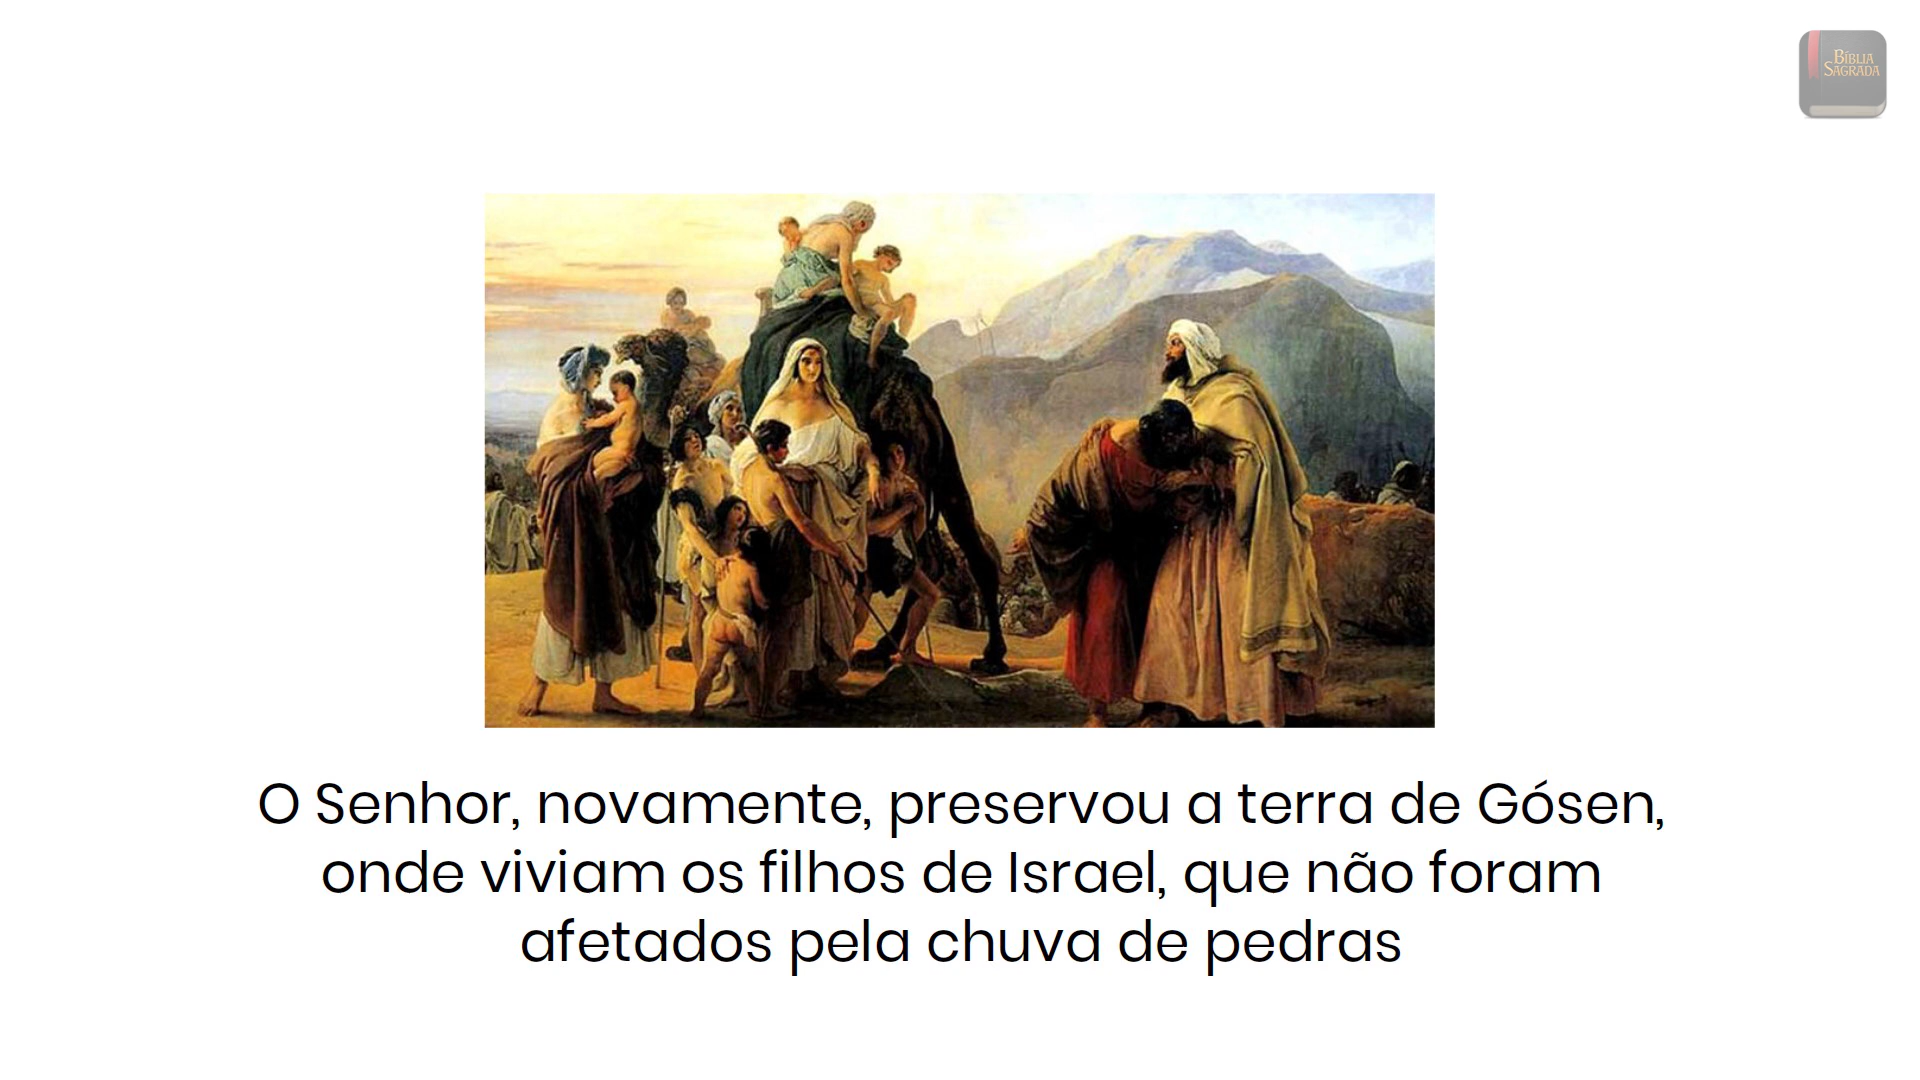 BÍBLIA
SAGRADA
O Senhor, novamente, preservou a terra de Gósen,
onde viviam os filhos de Israel, que não foram
afetados pela chuva de pedras